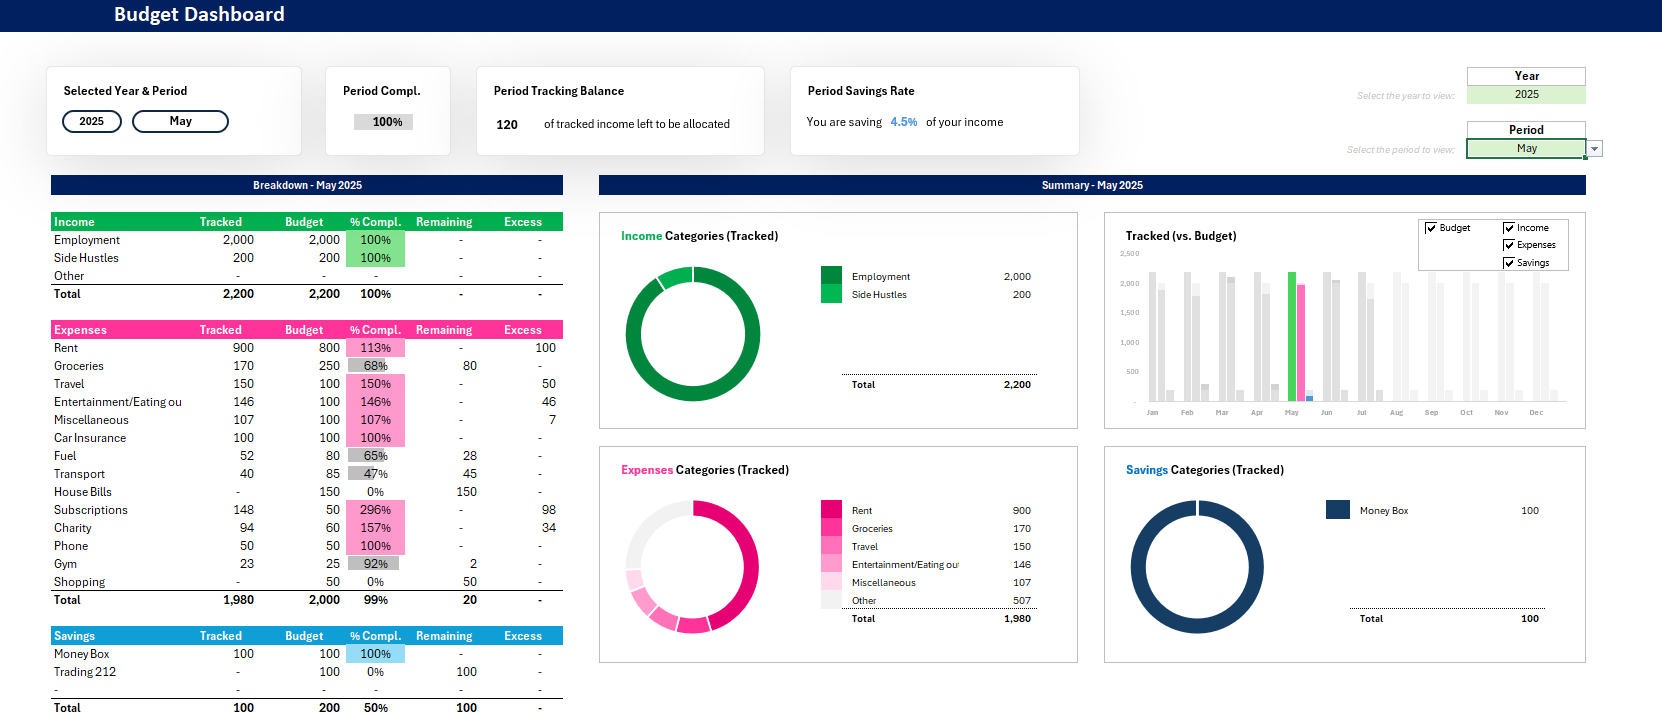 Budget Dashboard
Selected Year & Period
2025 May
Period Compl.
100%
Period Tracking Balance
120 of tracked income left to be allocated
Period Savings Rate
You are saving 4.5% of your income
Year
Select the year to view: 2025
Period
Select the period to view: May
Breakdown - May 2025
Income Tracked Budget % Compl. Remaining Excess
Employment 2,000 2,000 100% - -
Side Hustles 200 200 100% - -
Other - - - - -
Total 2,200 2,200 100% - -
Expenses Tracked Budget % Compl. Remaining Excess
Rent 900 800 113% - 100
Groceries 170 250 68% 80 -
Travel 150 100 150% - 50
Entertainment/Eating ou 146 100 146% - 46
Miscellaneous 107 100 107% - 7
Car Insurance 100 100 100% - -
Fuel 52 80 65% 28 -
Transport 40 85 47% 45 -
House Bills - 150 0% 150 -
Subscriptions 148 50 296% - 98
Charity 94 60 157% - 34
Phone 50 50 100% - -
Gym 23 25 92% 2 -
Shopping - 50 0% 50 -
Total 1,980 2,000 99% 20 -
Savings Tracked Budget % Compl. Remaining Excess
Money Box 100 100 100% - -
Trading 212 - 100 0% 100 -
- - - - - -
Total 100 200 50% 100 -
Summary - May 2025
Income Categories (Tracked)
Employment 2,000
Side Hustles 200
Total 2,200
Tracked (vs. Budget)
Budget Income
Expenses
Savings
2,500
2,000
1,500
1,000
500
-
Jan Feb Mar Apr May Jun Jul Aug Sep Oct Nov Dec
Expenses Categories (Tracked)
Rent 900
Groceries 170
Travel 150
Entertainment/Eating out 146
Miscellaneous 107
Other 507
Total 1,980
Savings Categories (Tracked)
Money Box 100
Total 100